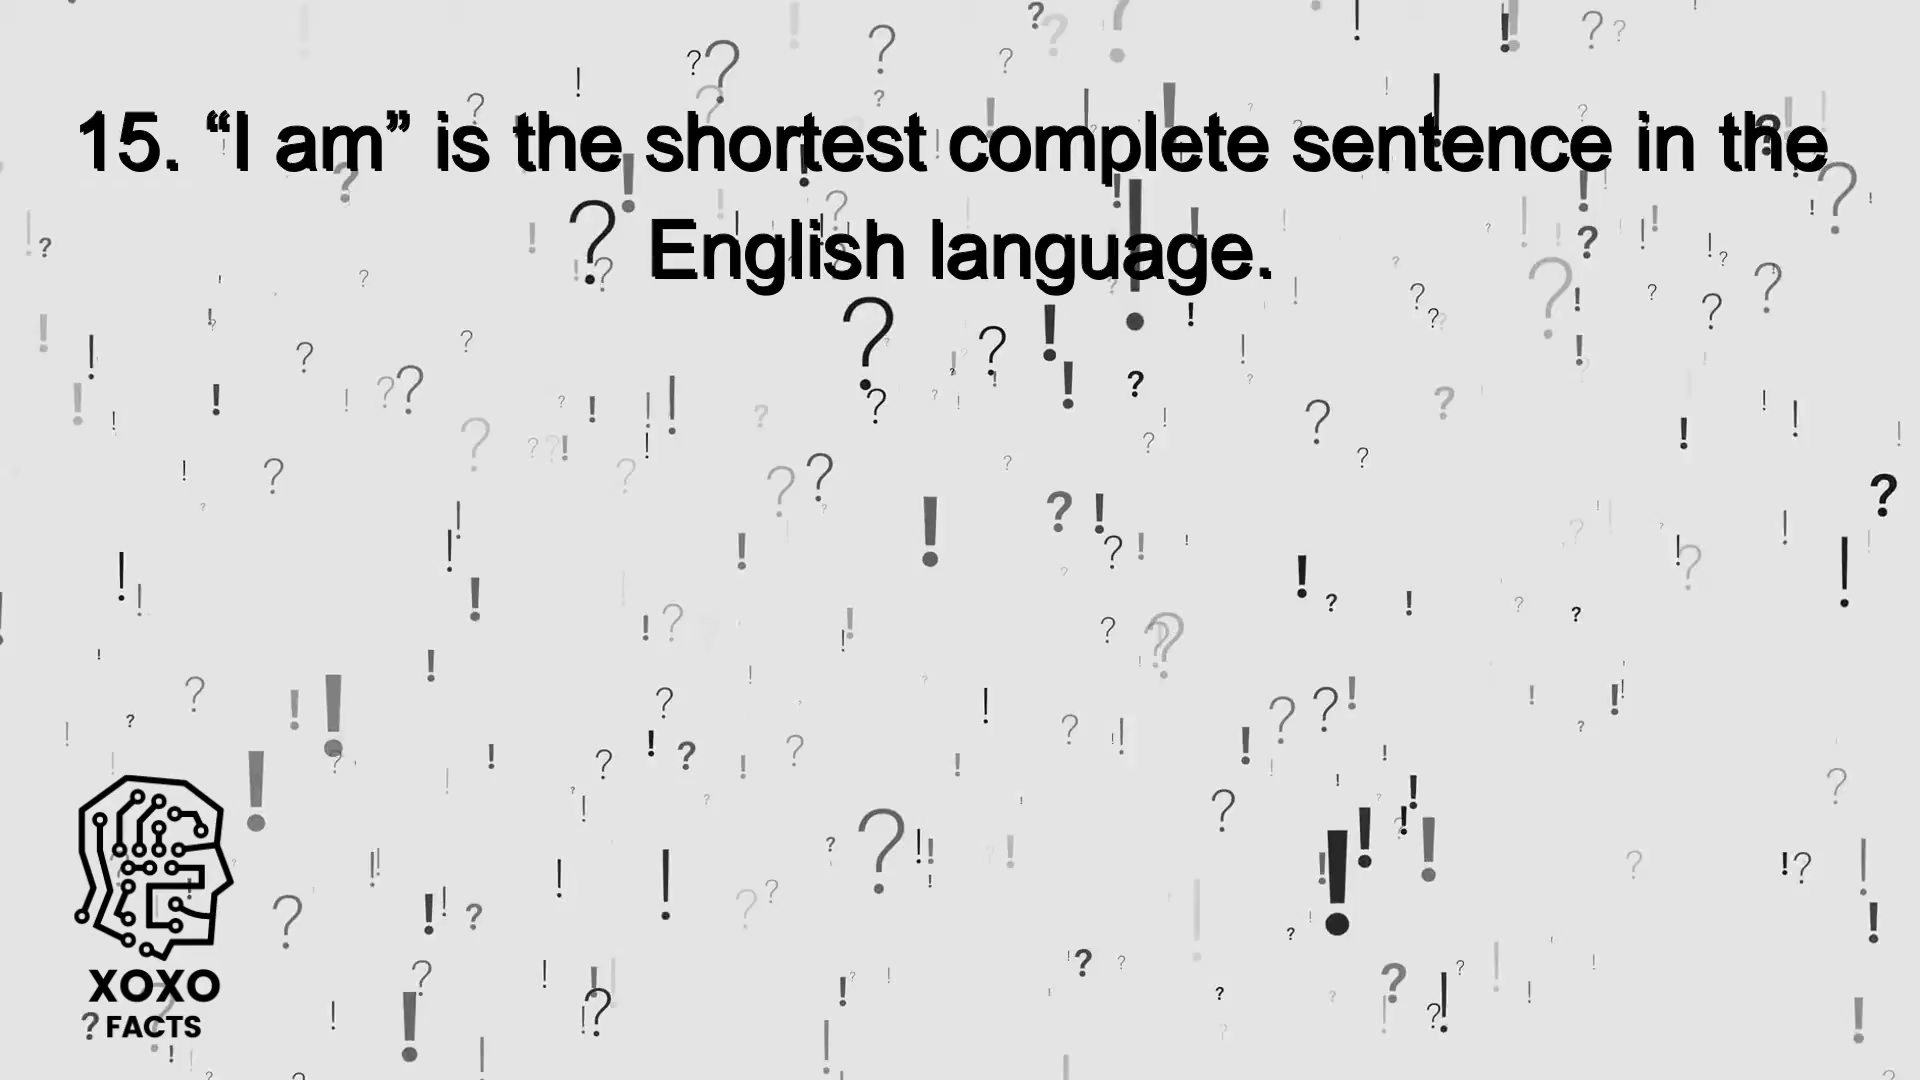 15. “I am” is the shortest complete sentence in the
English language.
XOXO
FACTS